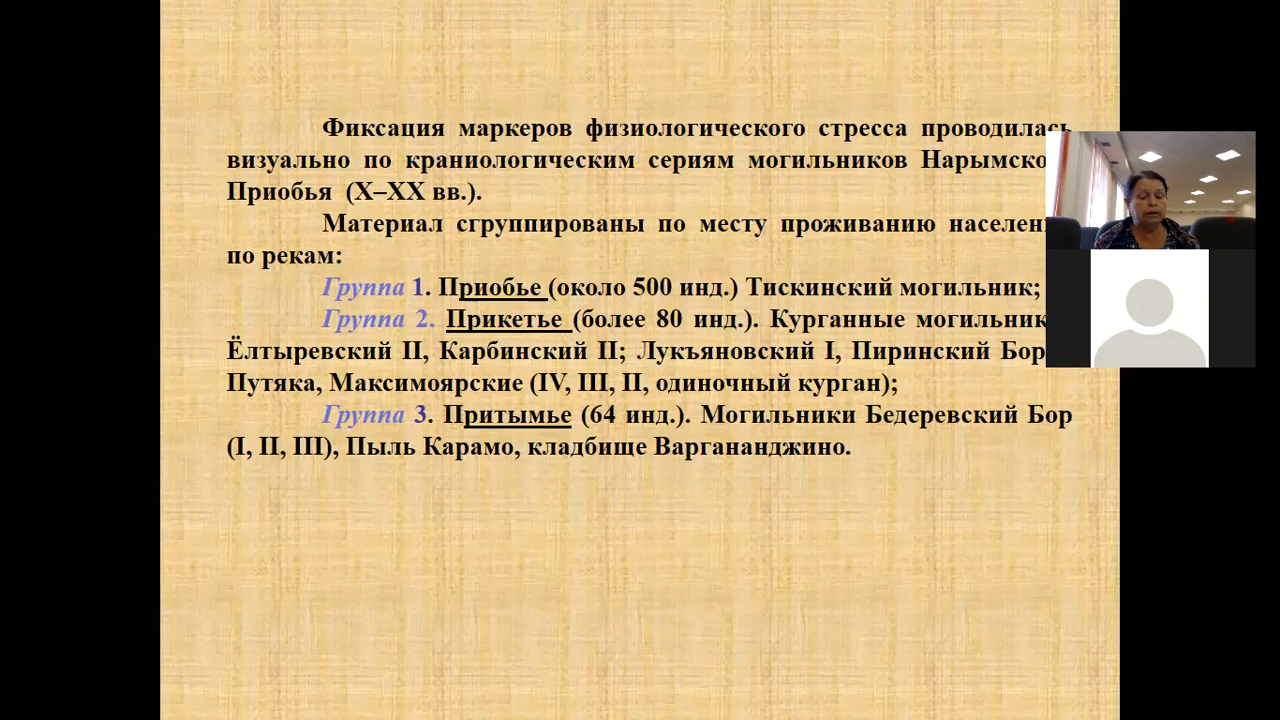 Фиксация маркеров физиологического стресса проводилась
визуально по краниологическим сериям могильников Нарымско
Приобья (X–XX вв.).
Материал сгруппированы по месту проживанию населен
по рекам:
Группа 1. Приобье (около 500 инд.) Тискинский могильник;
Группа 2. Прикетье (более 80 инд.). Курганные могильник
Ёлтыревский II, Карбинский II; Лукъяновский I, Пиринский Бор
Путяка, Максимоярские (IV, III, II, одиночный курган);
Группа 3. Притымье (64 инд.). Могильники Бедеревский Бор
(I, II, III), Пыль Карамо, кладбище Варгананджино.